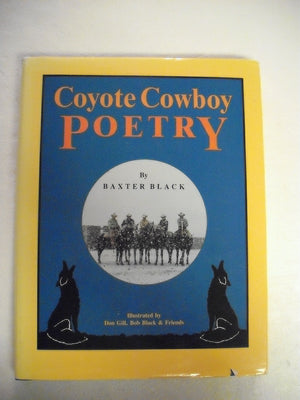 Coyote Cowboy
POETRY
By
BAXTER BLACK
Illustrated by
Don Gill, Bob Black & Friends